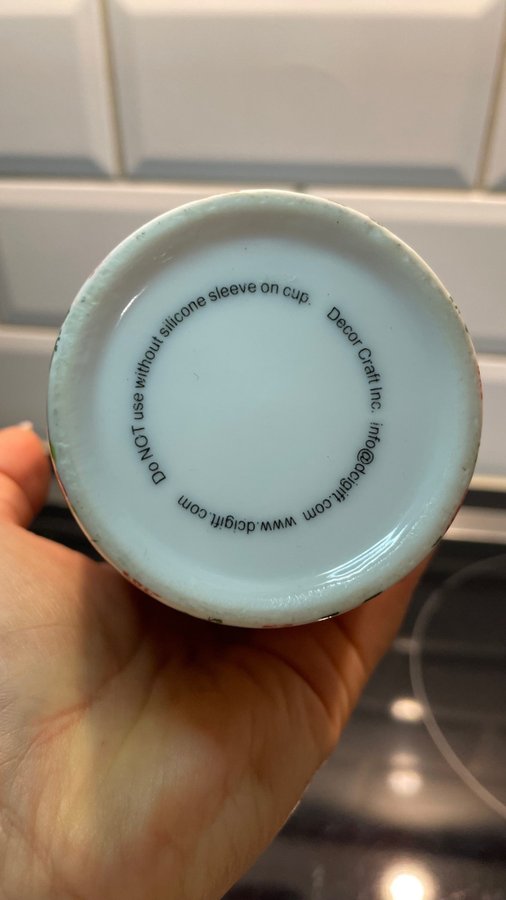 Do NOT use without silicone sleeve on cup. Decor Craft Inc. info@dcigift.com www.dcigift.com